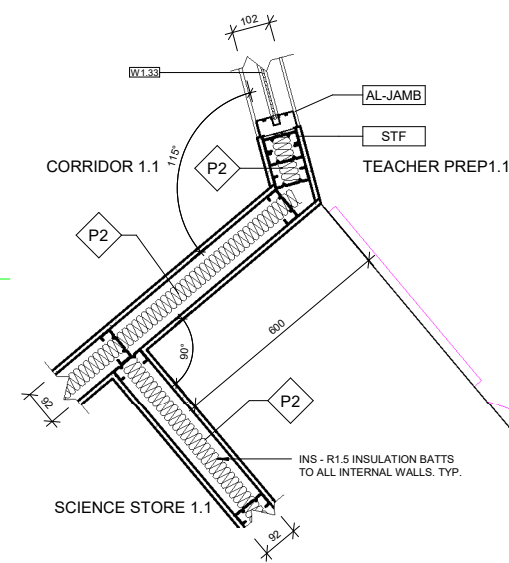 102
W1.33
AL-JAMB
STF
CORRIDOR 1.1
115°
P2
TEACHER PREP1.1
P2
600
90°
92
P2
INS - R1.5 INSULATION BATTS
TO ALL INTERNAL WALLS. TYP.
SCIENCE STORE 1.1
92